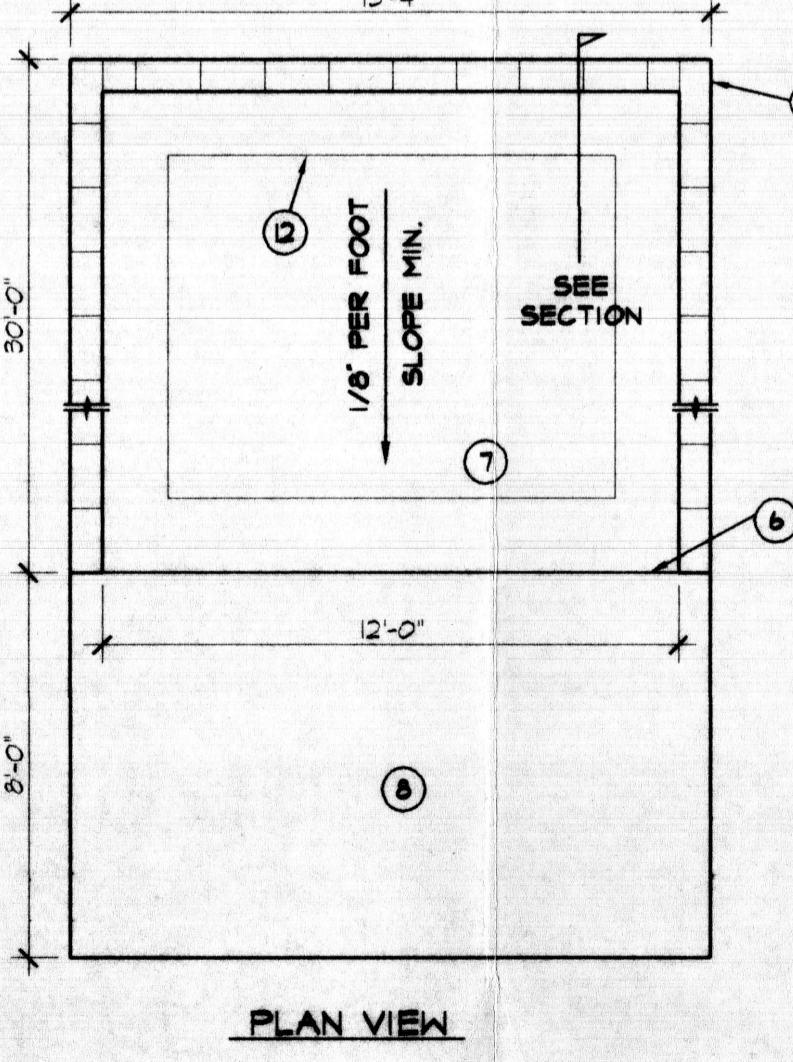 12
1/8" PER FOOT
SLOPE MIN.
SEE
SECTION
30'-0"
7
6
12'-0"
8'-0"
8
PLAN VIEW